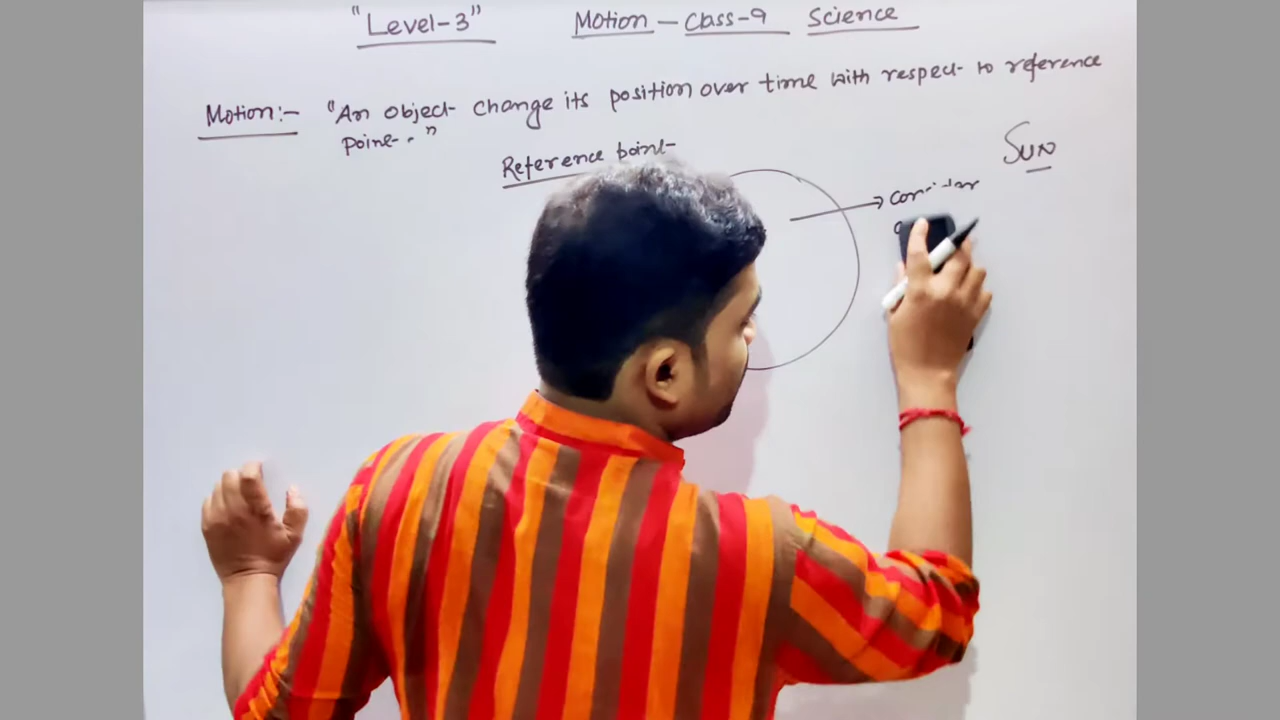 "Level-3" Motion - Class-9 Science
Motion:- "An object change its position over time with respect to reference
point. "
Reference point
Sun